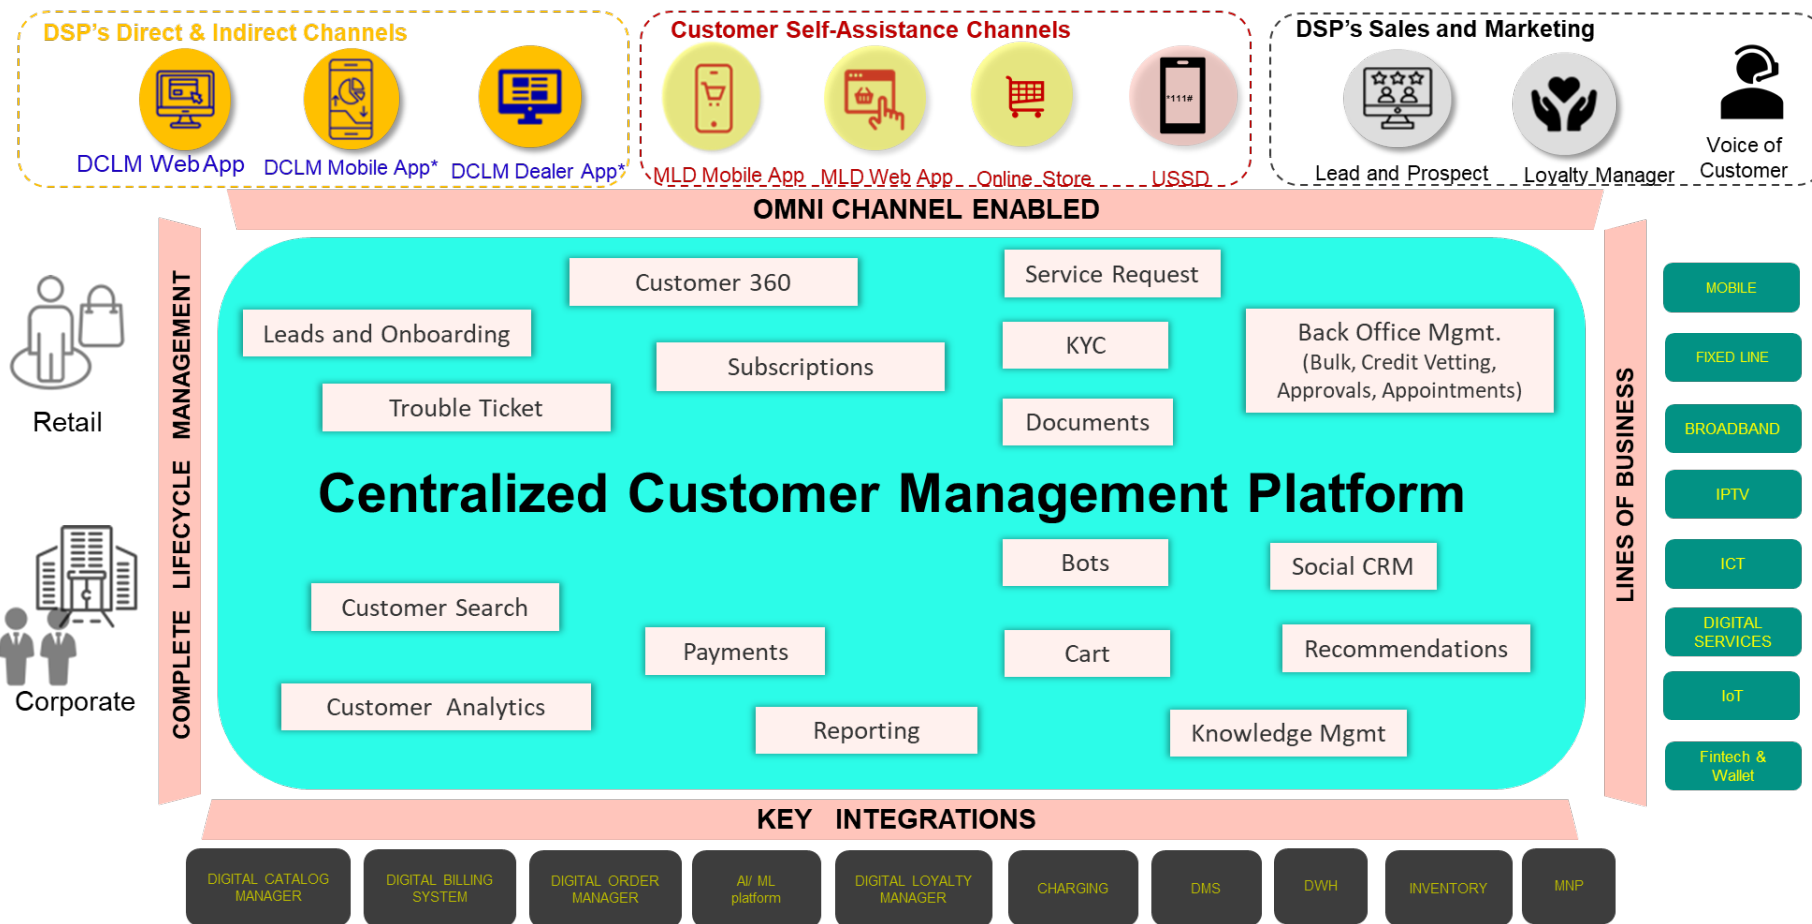 DSP's Direct & Indirect Channels
DCLM WebApp
DCLM Mobile App*
DCLM Dealer App*
Customer Self-Assistance Channels
*111#
MLD Mobile App
MLD Web App
Online Store
USSD
DSP's Sales and Marketing
Lead and Prospect
Loyalty Manager
Voice of
Customer
OMNI CHANNEL ENABLED
Retail
Corporate
COMPLETE LIFECYCLE MANAGEMENT
Customer 360
Service Request
Leads and Onboarding
Subscriptions
KYC
Back Office Mgmt.
(Bulk, Credit Vetting,
Approvals, Appointments)
Trouble Ticket
Documents
Centralized Customer Management Platform
Bots
Social CRM
Customer Search
Payments
Cart
Recommendations
Customer Analytics
Reporting
Knowledge Mgmt
LINES OF BUSINESS
MOBILE
FIXED LINE
BROADBAND
IPTV
ICT
DIGITAL
SERVICES
IoT
Fintech &
Wallet
KEY INTEGRATIONS
DIGITAL CATALOG
MANAGER
DIGITAL BILLING
SYSTEM
DIGITAL ORDER
MANAGER
AI/ ML
platform
DIGITAL LOYALTY
MANAGER
CHARGING
DMS
DWH
INVENTORY
MNP